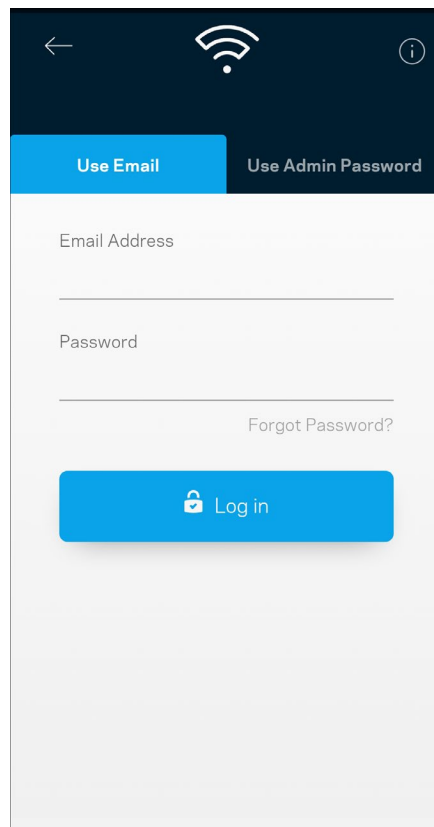 Use Email
Use Admin Password
Email Address
Password
Forgot Password?
Log in